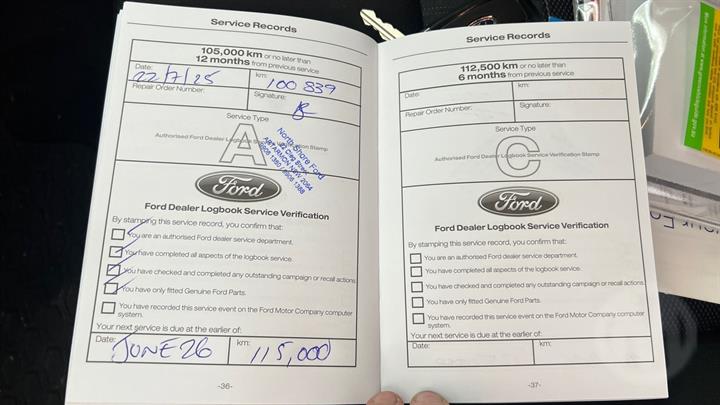 Service Records
105,000 km or no later than
12 months from previous service
Date:
22/7/25
km:
100 839
Repair Order Number:
Signature:
Service Type
Authorised Ford Dealer Logbook Service Verification Stamp
A
North Shore Ford
ARTARMON NSW 2064
Ford
Ford Dealer Logbook Service Verification
By stamping this service record, you confirm that:
You are an authorised Ford dealer service department.
You have completed all aspects of the logbook service.
You have checked and completed any outstanding campaign or recall actions
You have only fitted Genuine Ford Parts.
You have recorded this service event on the Ford Motor Company computer
system.
Your next service is due at the earlier of:
Date:
JUNE 26
km:
115,000
-36-
Service Records
112,500 km or no later than
6 months from previous service
Date:
km:
Repair Order Number:
Signature:
Service Type
Authorised Ford Dealer Logbook Service Verification Stamp
C
Ford
Ford Dealer Logbook Service Verification
By stamping this service record, you confirm that:
You are an authorised Ford dealer service department.
You have completed all aspects of the logbook service.
You have checked and completed any outstanding campaign or recall actions
You have only fitted Genuine Ford Parts.
You have recorded this service event on the Ford Motor Company computer
system.
Your next service is due at the earlier of:
Date:
km:
-37-